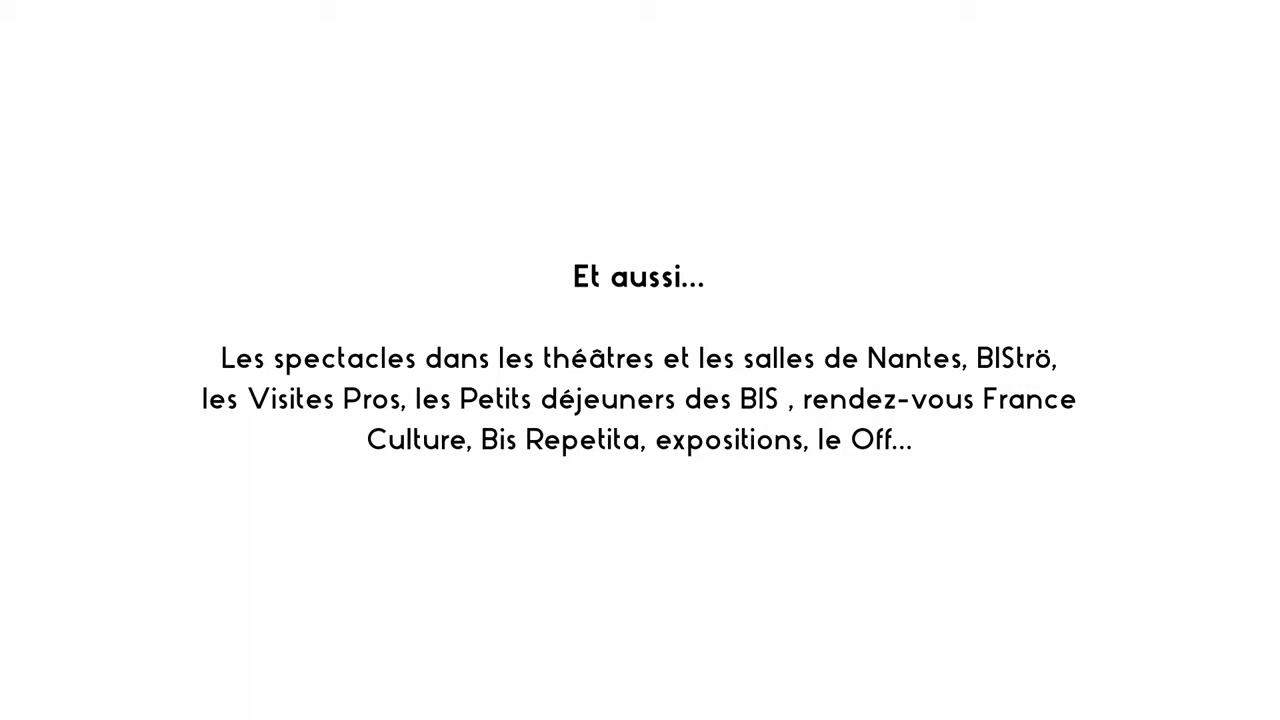 Et aussi...
Les spectacles dans les théâtres et les salles de Nantes, BIStrö,
les Visites Pros, les Petits déjeuners des BIS , rendez-vous France
Culture, Bis Repetita, expositions, le Off...